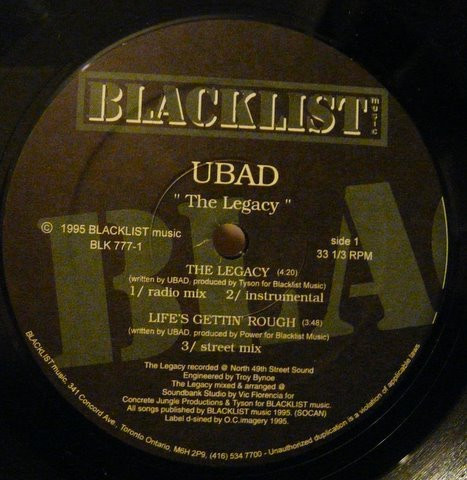 BLACKLIST music
UBAD
" The Legacy "
© 1995 BLACKLIST music
BLK 777-1
side 1
33 1/3 RPM
THE LEGACY (4:20)
(written by UBAD, produced by Tyson for Blacklist Music)
1/ radio mix 2/ instrumental
LIFE'S GETTIN' ROUGH (3:48)
(written by UBAD, produced by Power for Blacklist Music)
3/ street mix
The Legacy recorded @ North 49th Street Sound
Engineered by Troy Bynoe
The Legacy mixed & arranged @
Soundbank Studio by Vic Florencia for
Concrete Jungle Productions & Tyson for BLACKLIST music.
All songs published by BLACKLIST music 1995. (SOCAN)
Label d-sined by O.C.imagery 1995.
BLACKLIST music, 341 Concord Ave., Toronto Ontario, M6H 2P9, (416) 534 7700 - Unauthorized duplication is a violation of applicable laws
BLA
BLAC